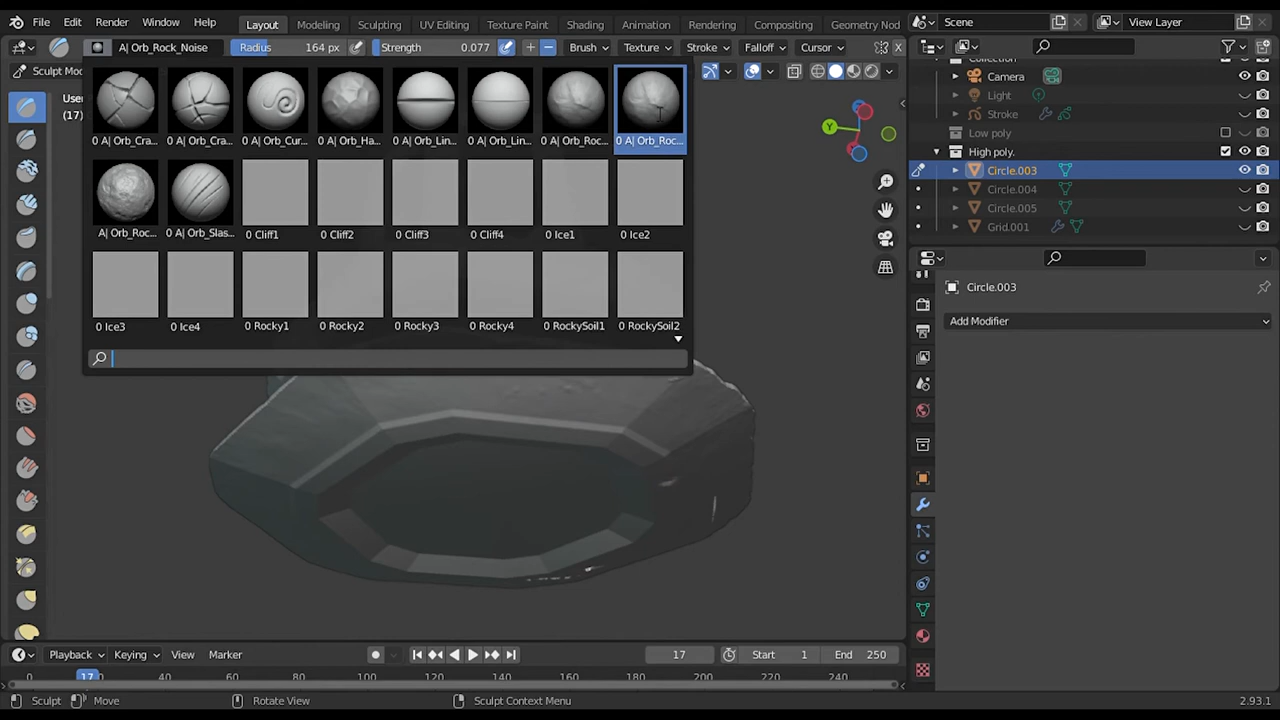 File Edit Render Window Help Layout Modeling Sculpting UV Editing Texture Paint Shading Animation Rendering Compositing Geometry Nod Scene View Layer
A| Orb_Rock_Noise Radius 164 px Strength 0.077 Brush Texture Stroke Falloff Cursor
Sculpt Mod
User
(17)
0 A| Orb_Cra... 0 A| Orb_Cra... 0 A| Orb_Cur... 0 A| Orb_Ha... 0 A| Orb_Lin... 0 A| Orb_Lin... 0 A| Orb_Roc... 0 A| Orb_Roc...
A| Orb_Roc... 0 A| Orb_Slas... 0 Cliff1 0 Cliff2 0 Cliff3 0 Cliff4 0 Ice1 0 Ice2
0 Ice3 0 Ice4 0 Rocky1 0 Rocky2 0 Rocky3 0 Rocky4 0 RockySoil1 0 RockySoil2
Y
Collection
Camera
Light
Stroke
Low poly
High poly.
Circle.003
Circle.004
Circle.005
Grid.001
Circle.003
Add Modifier
Playback Keying View Marker 17 Start 1 End 250
0 17 40 60 80 100 120 140 160 180 200 220 240
Sculpt Move Rotate View Sculpt Context Menu 2.93.1